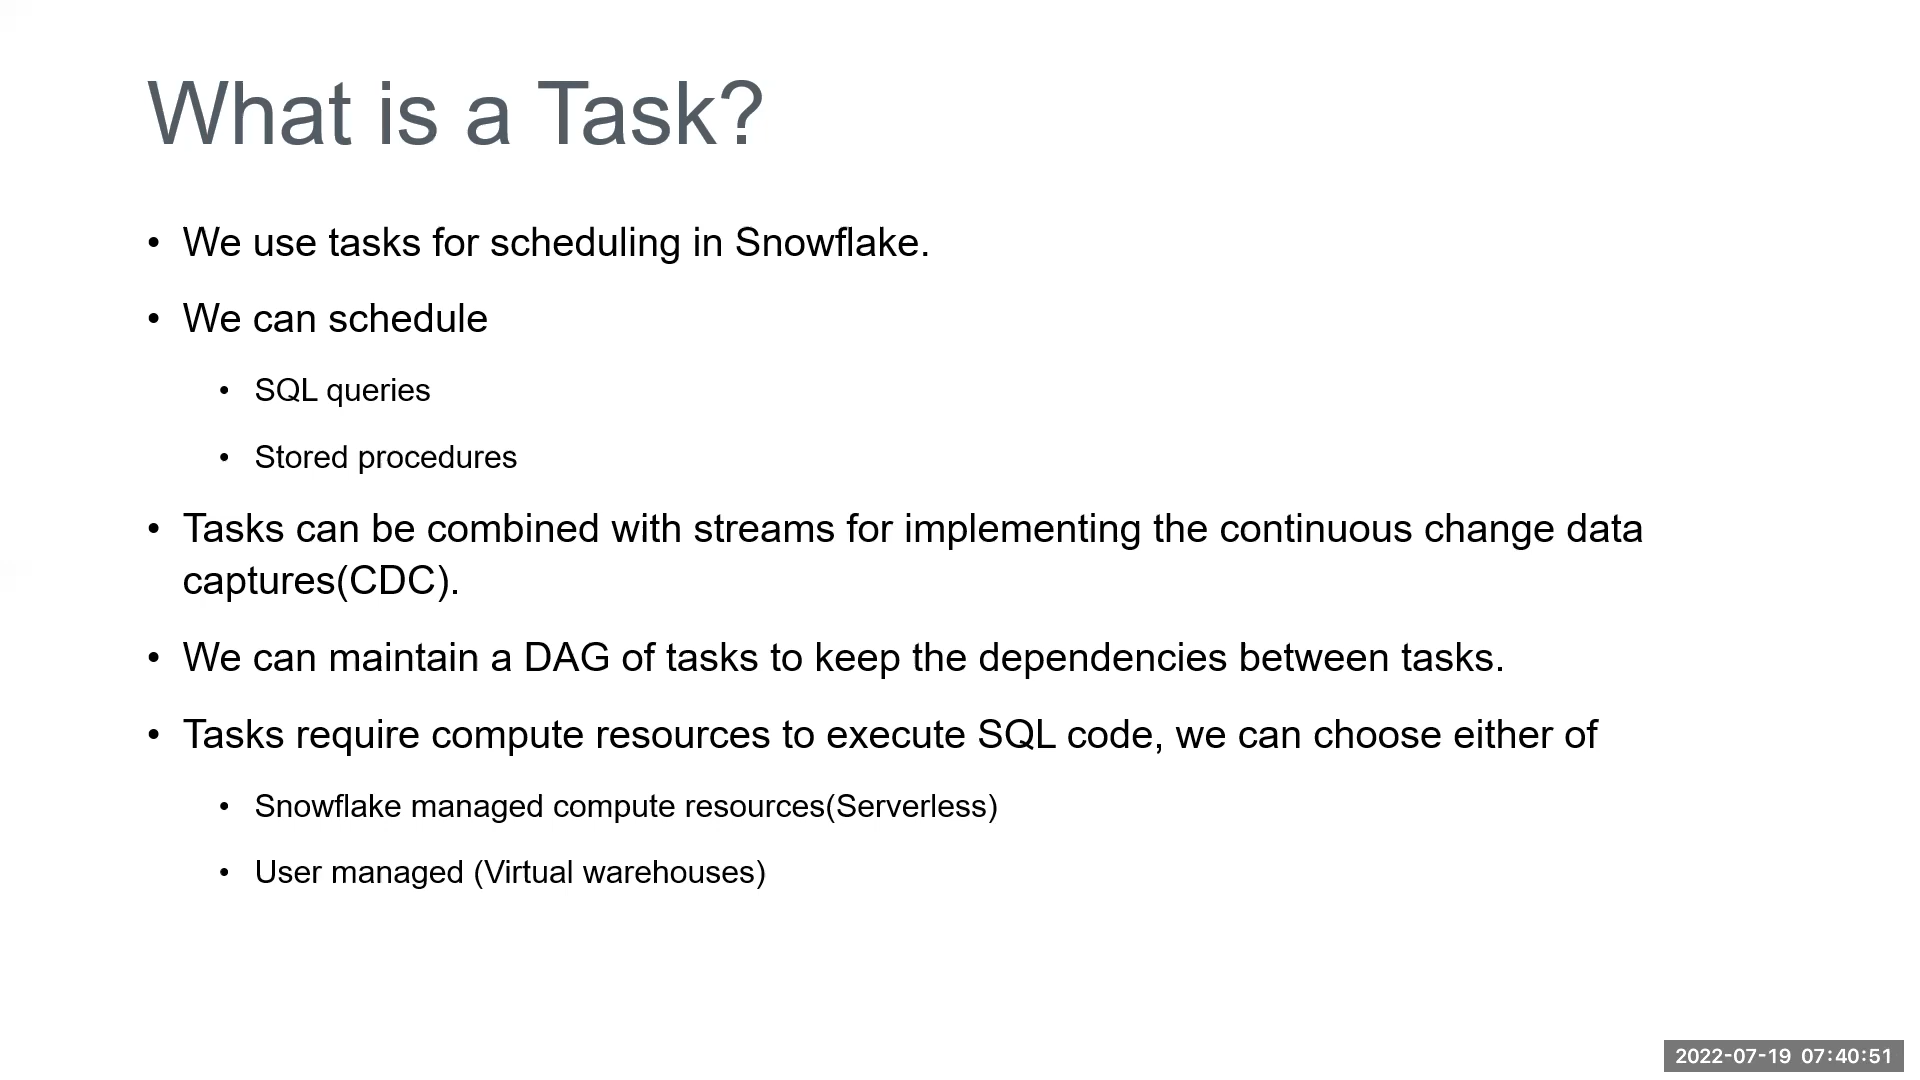 What is a Task?
• We use tasks for scheduling in Snowflake.
• We can schedule
• SQL queries
• Stored procedures
• Tasks can be combined with streams for implementing the continuous change data
captures(CDC).
• We can maintain a DAG of tasks to keep the dependencies between tasks.
• Tasks require compute resources to execute SQL code, we can choose either of
• Snowflake managed compute resources(Serverless)
• User managed (Virtual warehouses)
2022-07-19 07:40:51